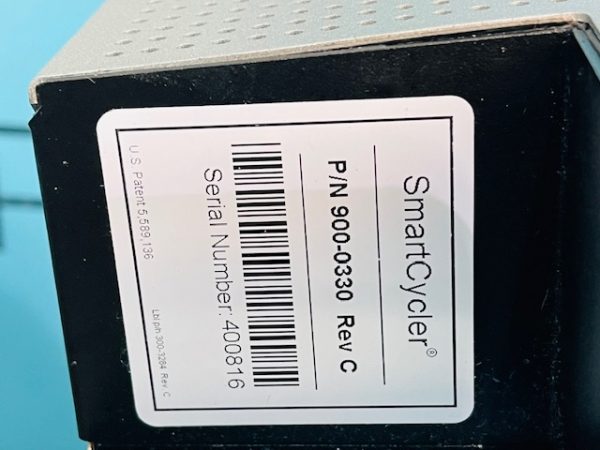 SmartCycler®
P/N 900-0330 Rev C
Serial Number: 400816
U.S. Patent 5,589,136
Lbl p/n 300-3284 Rev C